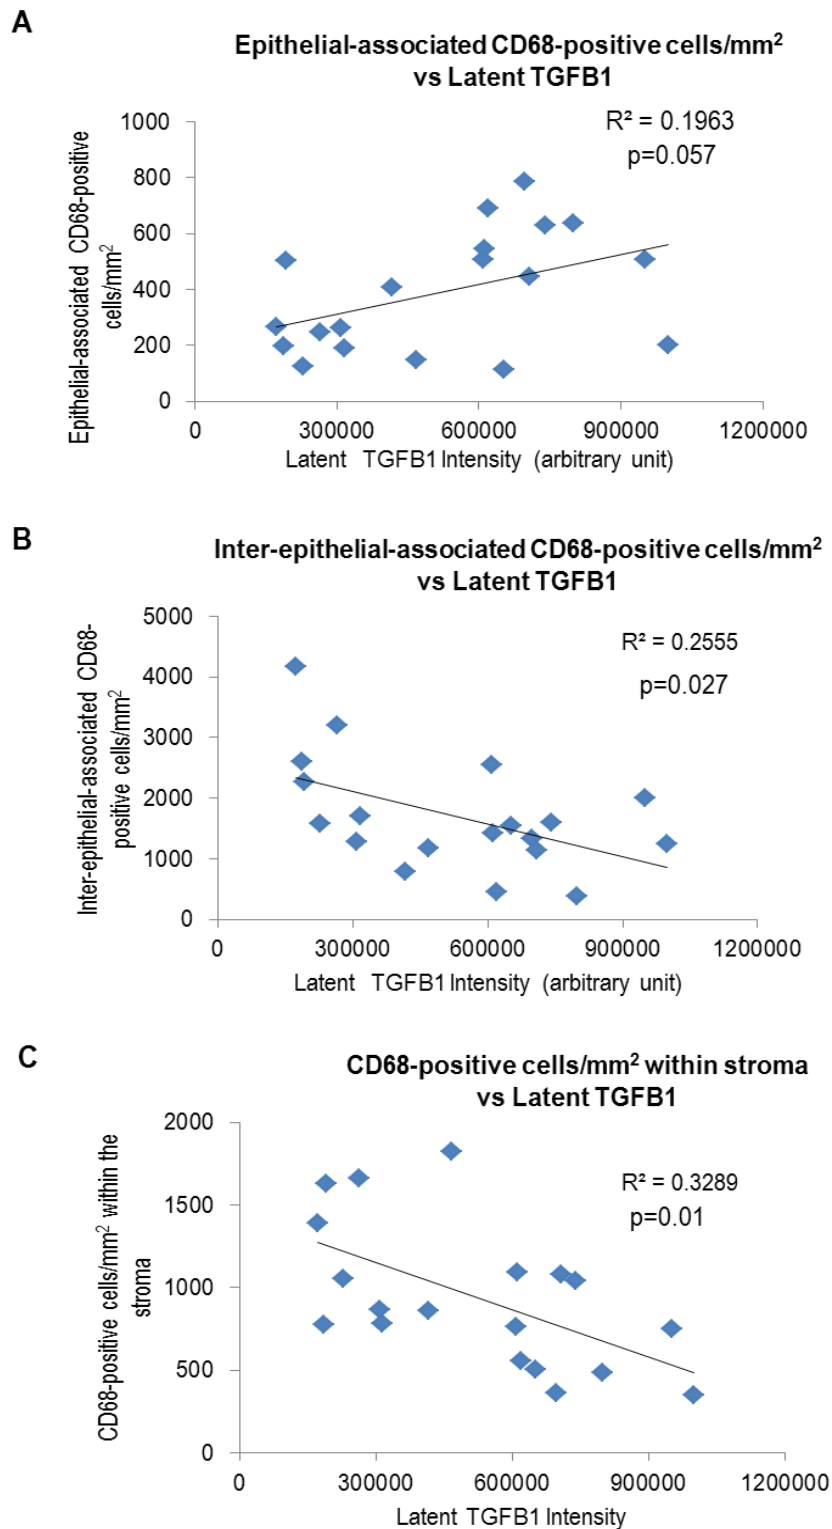 A
Epithelial-associated CD68-positive cells/mm²
vs Latent TGFB1
R² = 0.1963
p=0.057
Epithelial-associated CD68-positive
cells/mm²
1000
800
600
400
200
0
0 300000 600000 900000 1200000
Latent TGFB1 Intensity (arbitrary unit)
B
Inter-epithelial-associated CD68-positive cells/mm²
vs Latent TGFB1
R² = 0.2555
p=0.027
Inter-epithelial-associated CD68-
positive cells/mm²
5000
4000
3000
2000
1000
0
0 300000 600000 900000 1200000
Latent TGFB1 Intensity (arbitrary unit)
C
CD68-positive cells/mm² within stroma
vs Latent TGFB1
R² = 0.3289
p=0.01
CD68-positive cells/mm² within the
stroma
2000
1500
1000
500
0
0 300000 600000 900000 1200000
Latent TGFB1 Intensity